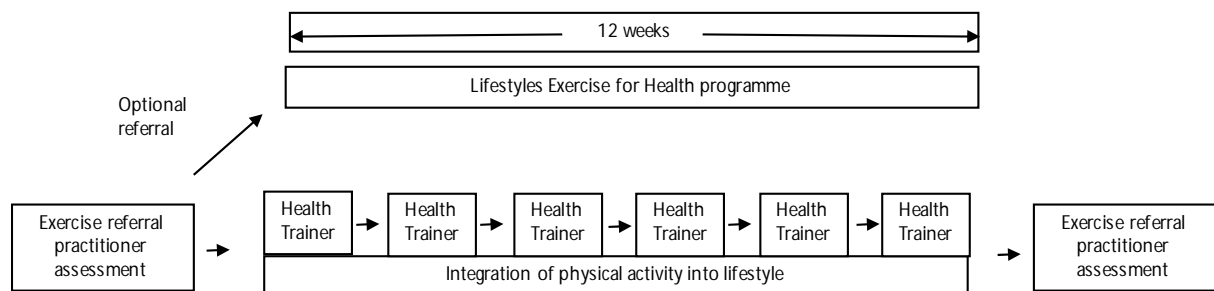 12 weeks
Lifestyles Exercise for Health programme
Optional
referral
Exercise referral
practitioner
assessment
Health
Trainer
Health
Trainer
Health
Trainer
Health
Trainer
Health
Trainer
Health
Trainer
Integration of physical activity into lifestyle
Exercise referral
practitioner
assessment